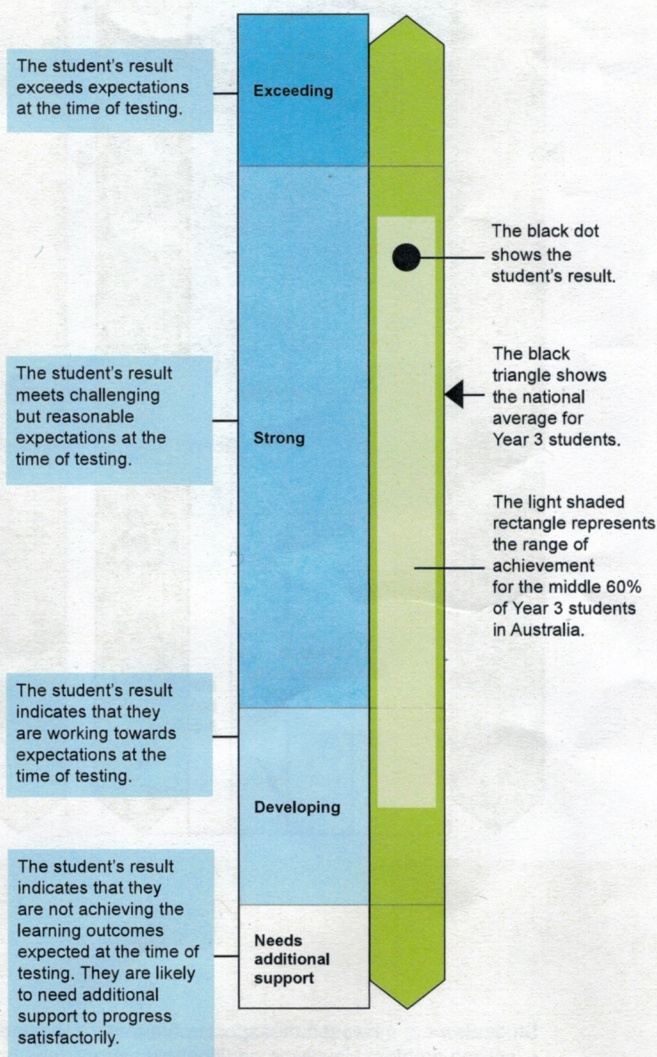 The student's result
exceeds expectations
at the time of testing.
Exceeding
The black dot
shows the
student's result.
The student's result
meets challenging
but reasonable
expectations at the
time of testing.
Strong
The black
triangle shows
the national
average for
Year 3 students.
The light shaded
rectangle represents
the range of
achievement
for the middle 60%
of Year 3 students
in Australia.
The student's result
indicates that they
are working towards
expectations at the
time of testing.
Developing
The student's result
indicates that they
are not achieving the
learning outcomes
expected at the time of
testing. They are likely
to need additional
support to progress
satisfactorily.
Needs
additional
support